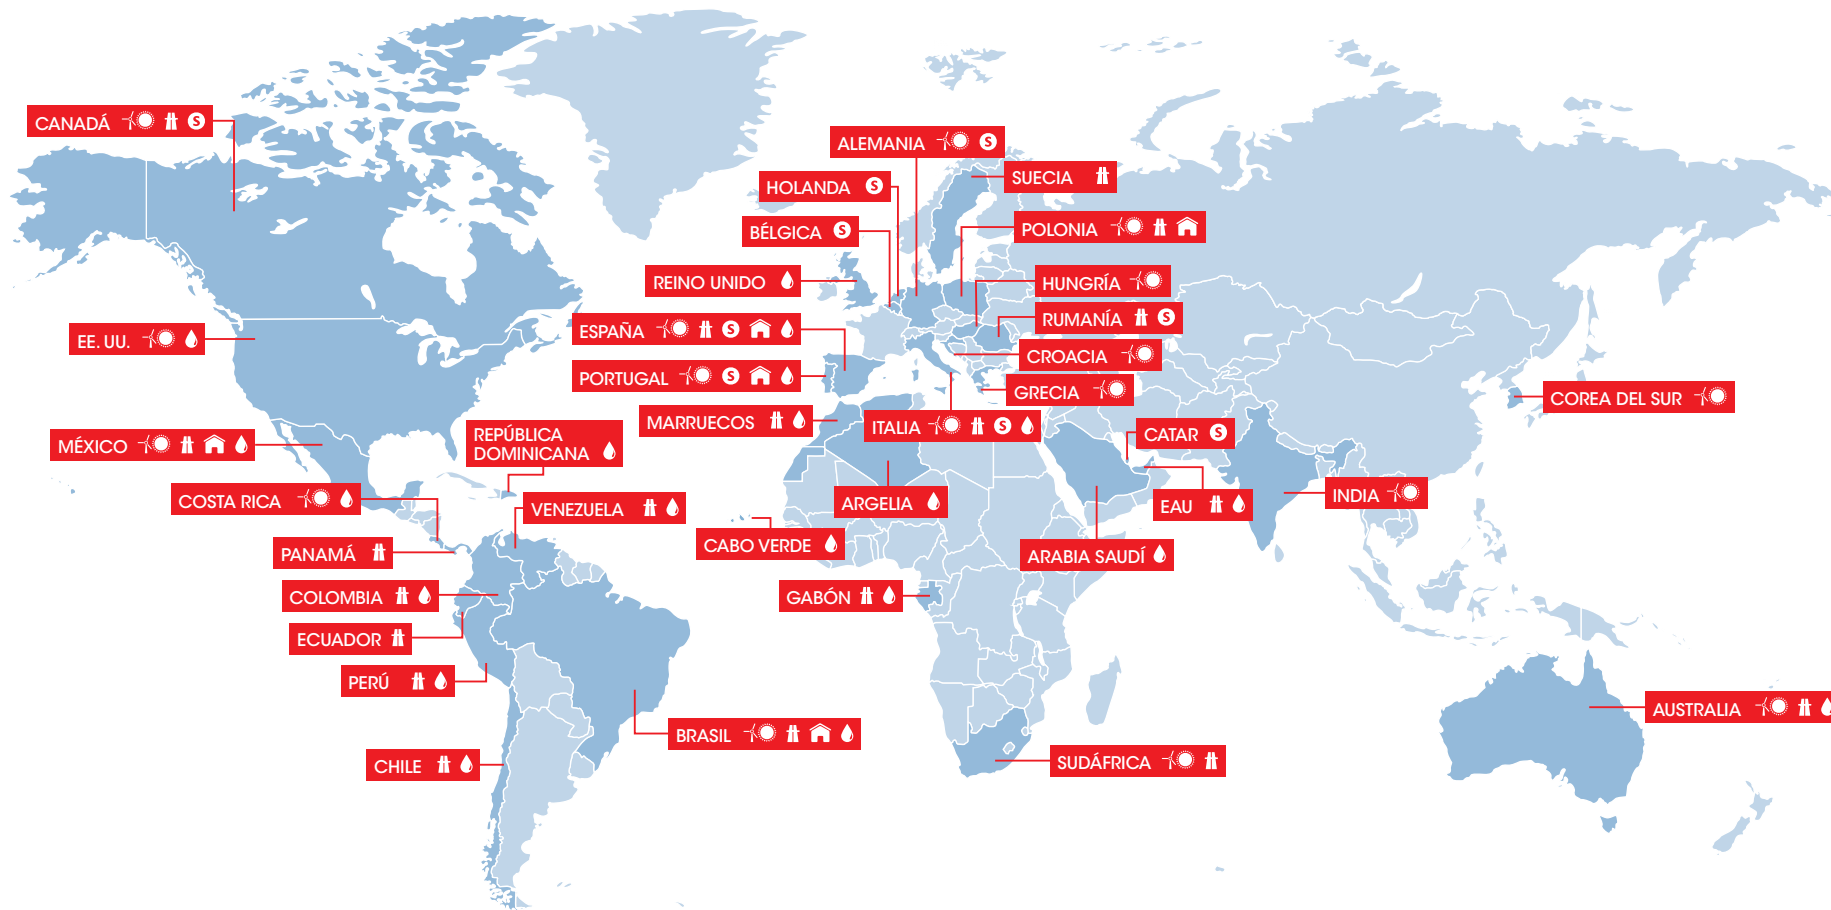 CANADÁ S
ALEMANIA S
SUECIA
HOLANDA S
POLONIA
BÉLGICA S
REINO UNIDO
HUNGRÍA
EE. UU.
ESPAÑA S
RUMANÍA S
CROACIA
PORTUGAL S
GRECIA
COREA DEL SUR
MARRUECOS
ITALIA S
CATAR S
MÉXICO
REPÚBLICA
DOMINICANA
COSTA RICA
VENEZUELA
ARGELIA
EAU
INDIA
CABO VERDE
ARABIA SAUDÍ
PANAMÁ
COLOMBIA
GABÓN
ECUADOR
PERÚ
BRASIL
AUSTRALIA
CHILE
SUDÁFRICA